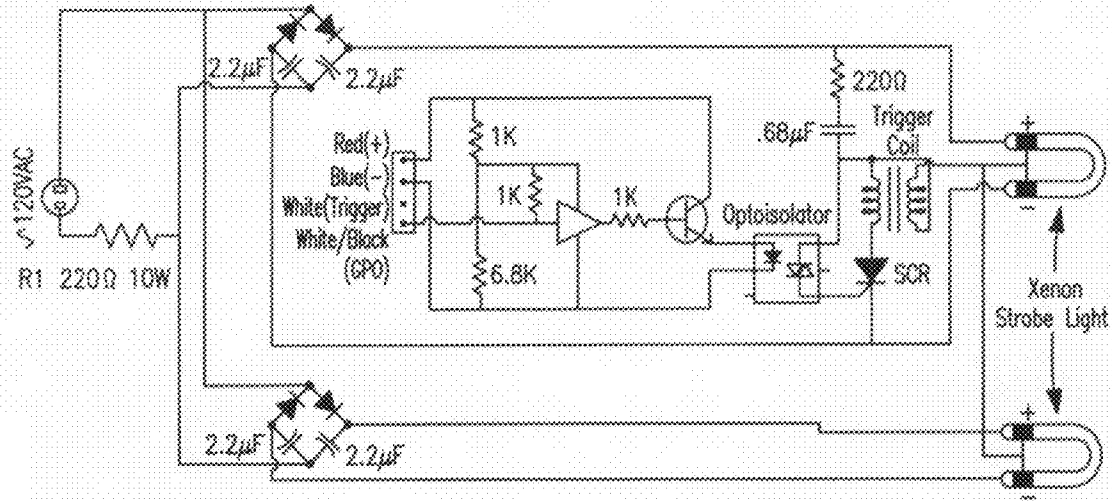 2.2µF
2.2µF
220Ω
.68µF
Trigger
Coil
+
−
Red(+)
Blue(−)
White(Trigger)
White/Black
(GPO)
1K
1K
1K
6.8K
Optoisolator
SCR
120VAC
R1 220Ω 10W
Xenon
Strobe Light
2.2µF
2.2µF
+
−